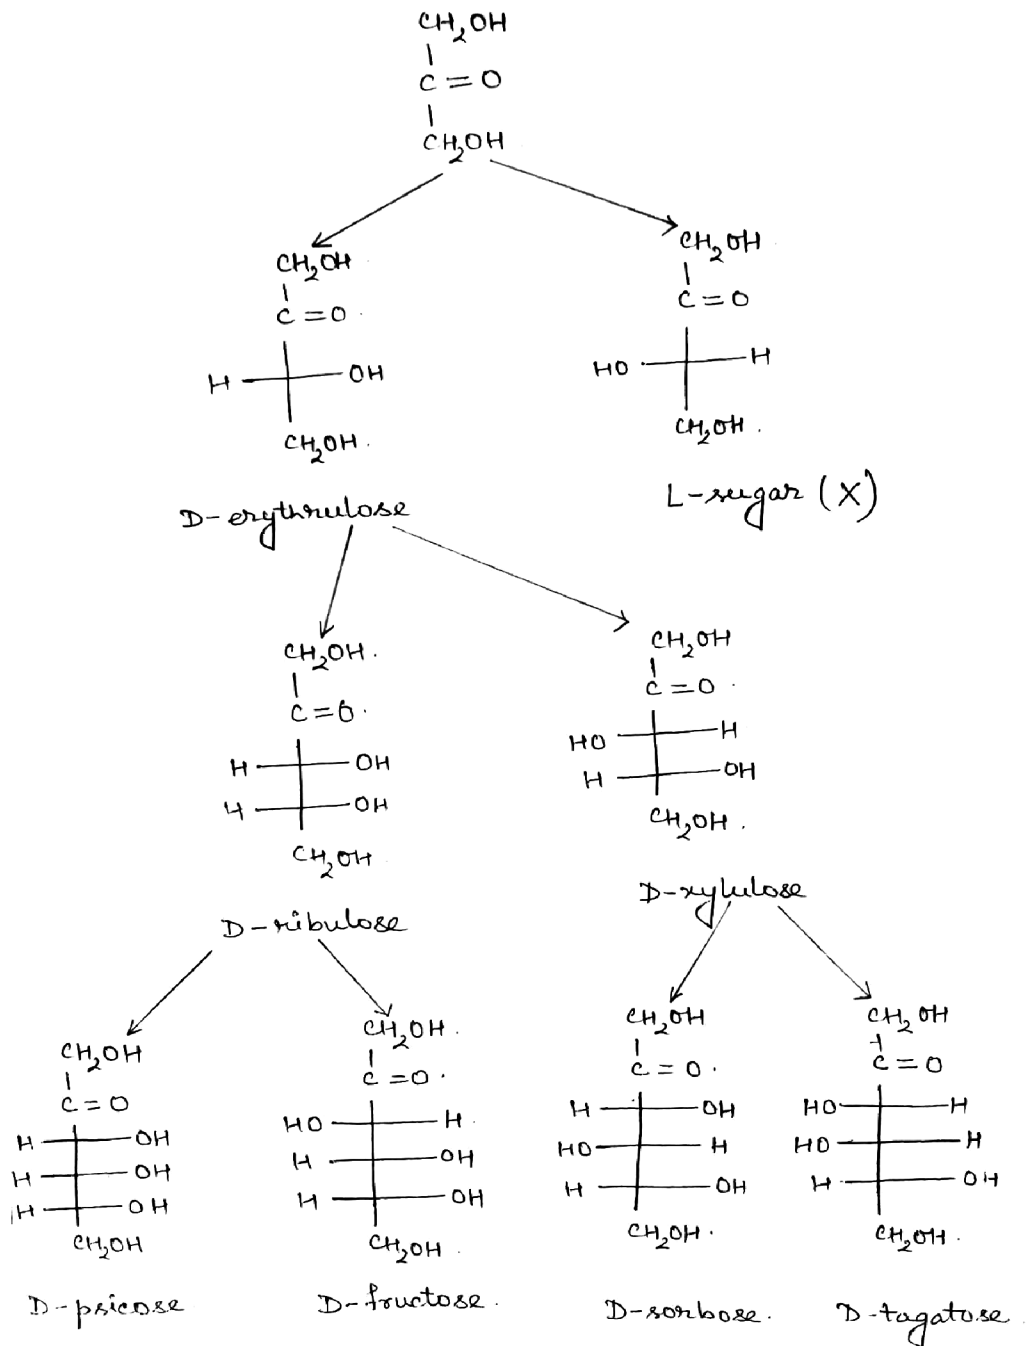 CH₂OH
C=O
CH₂OH
CH₂OH
C=O
H OH
CH₂OH.
D-erythrulose
CH₂OH
C=O
HO H
CH₂OH.
L-sugar (X)
CH₂OH.
C=O.
H OH
H OH
CH₂OH
D-ribulose
CH₂OH
C=O.
HO H
H OH
CH₂OH.
D-xylulose
CH₂OH
C=O
H OH
H OH
H OH
CH₂OH
D-psicose
CH₂OH.
C=O.
HO H.
H OH
H OH
CH₂OH.
D-fructose.
CH₂OH
C=O.
H OH
HO H
H OH
CH₂OH.
D-sorbose.
CH₂OH
C=O
HO H
HO H
H OH
CH₂OH.
D-tagatose.